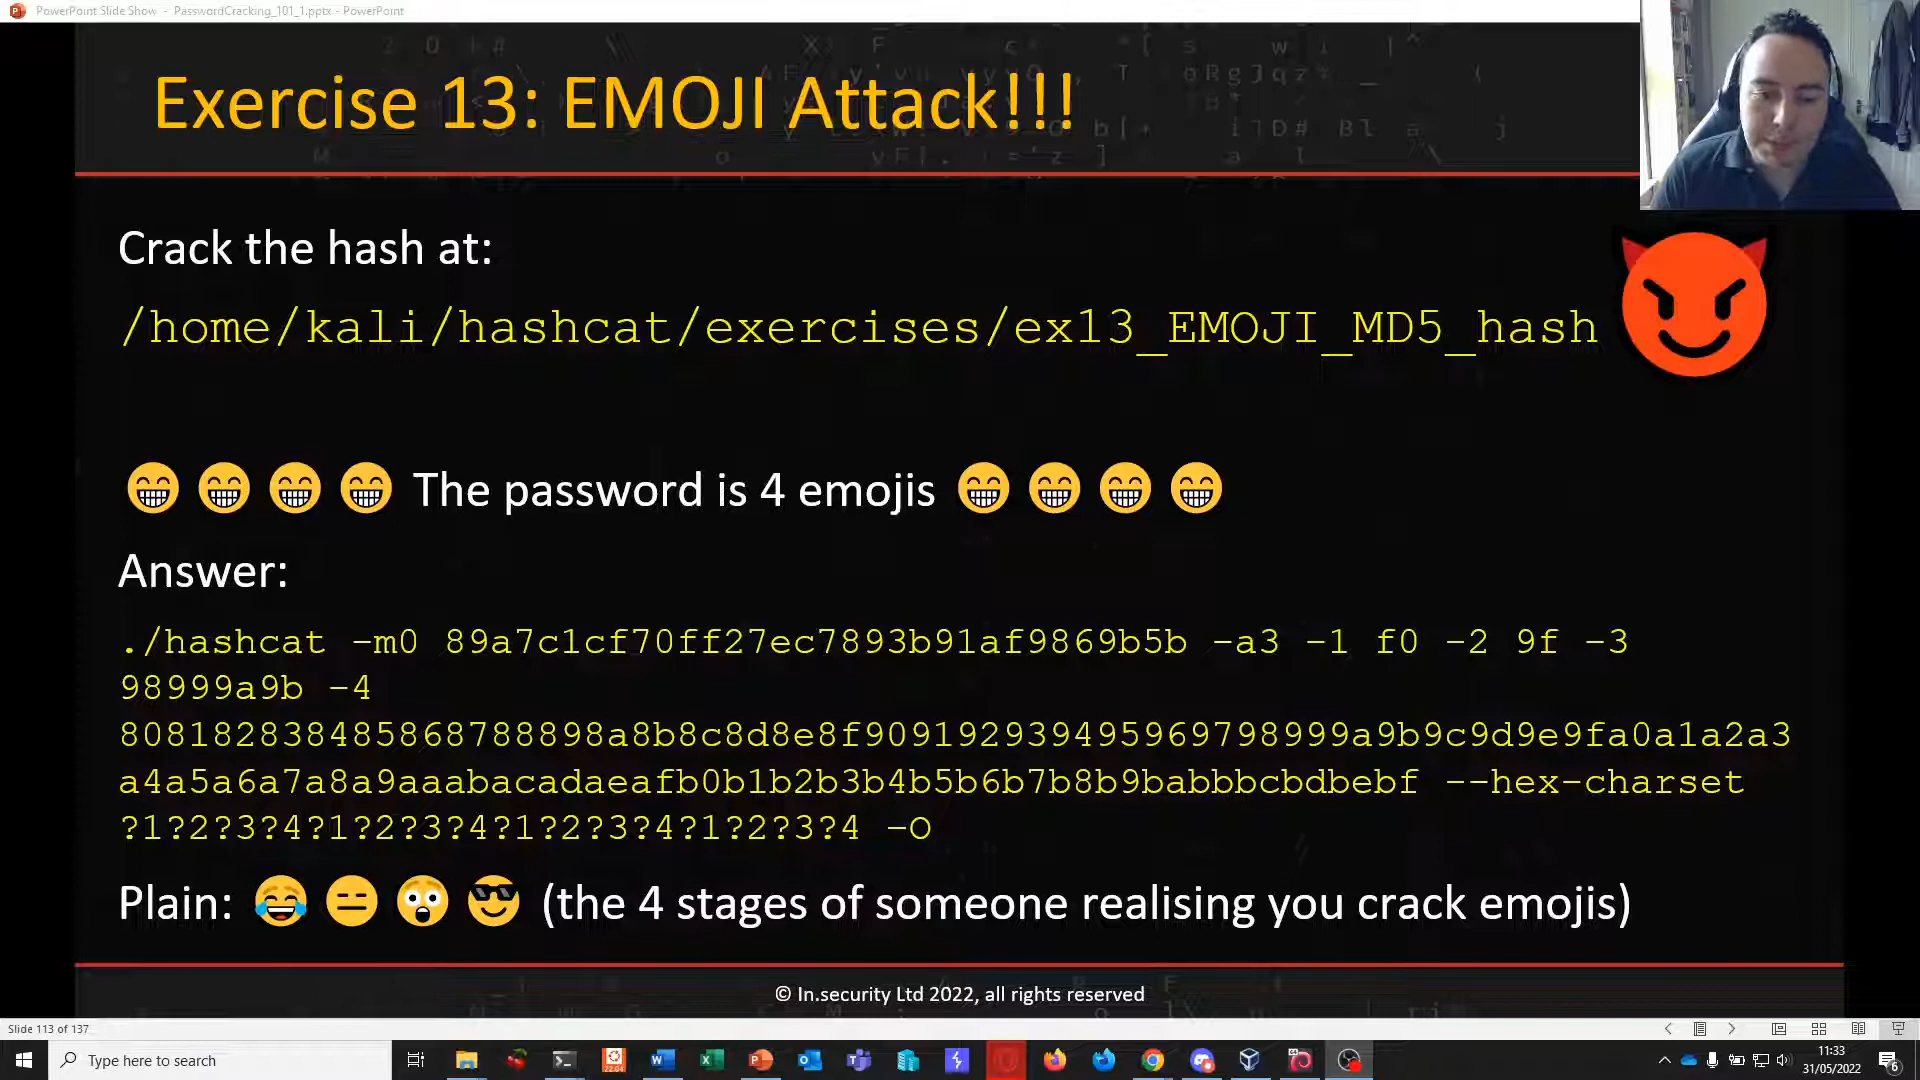 PowerPoint Slide Show - PasswordCracking_101_1.pptx - PowerPoint
Exercise 13: EMOJI Attack!!!
Crack the hash at:
/home/kali/hashcat/exercises/ex13_EMOJI_MD5_hash
😁 😁 😁 😁 The password is 4 emojis 😁 😁 😁 😁
Answer:
./hashcat -m0 89a7c1cf70ff27ec7893b91af9869b5b -a3 -1 f0 -2 9f -3
98999a9b -4
808182838485868788898a8b8c8d8e8f909192939495969798999a9b9c9d9e9fa0a1a2a3
a4a5a6a7a8a9aaabacadaeafb0b1b2b3b4b5b6b7b8b9babbbcbdbebf --hex-charset
?1?2?3?4?1?2?3?4?1?2?3?4?1?2?3?4 -O
Plain: 😂 😑 😲 😎 (the 4 stages of someone realising you crack emojis)
© In.security Ltd 2022, all rights reserved
Slide 113 of 137
Type here to search
22.04
11:33
31/05/2022
6